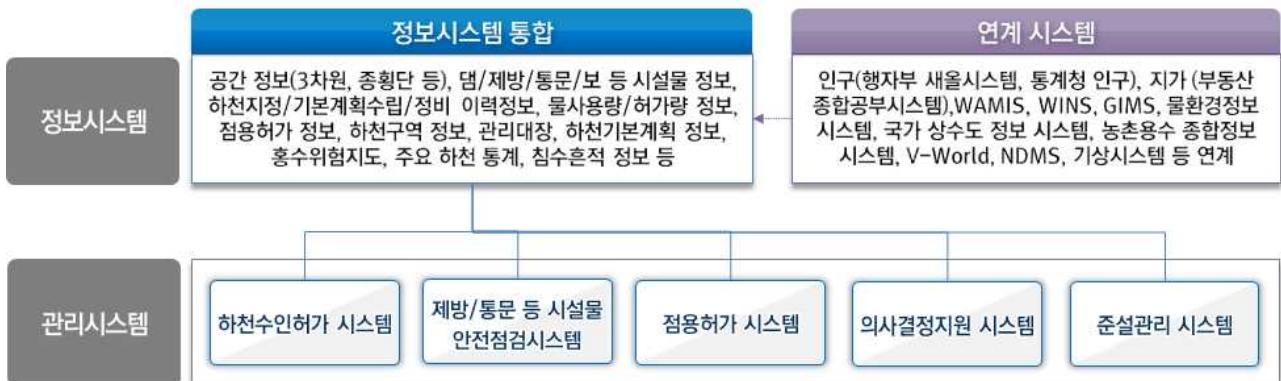 정보시스템 통합
연계 시스템
정보시스템
공간 정보(3차원, 종횡단 등), 댐/제방/통문/보 등 시설물 정보,
하천지정/기본계획수립/정비 이력정보, 물사용량/허가량 정보,
점용허가 정보, 하천구역 정보, 관리대장, 하천기본계획 정보,
홍수위험지도, 주요 하천 통계, 침수흔적 정보 등
인구(행자부 새올시스템, 통계청 인구), 지가 (부동산
종합공부시스템),WAMIS, WINS, GIMS, 물환경정보
시스템, 국가 상수도 정보 시스템, 농촌용수 종합정보
시스템, V-World, NDMS, 기상시스템 등 연계
관리시스템
하천수인허가 시스템
제방/통문 등 시설물
안전점검시스템
점용허가 시스템
의사결정지원 시스템
준설관리 시스템